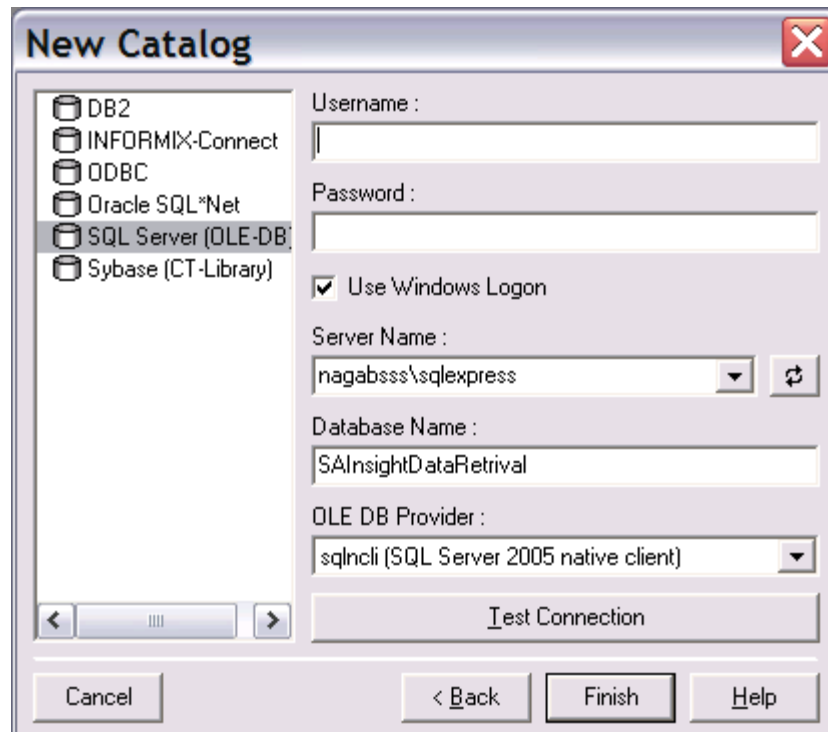 New Catalog
DB2
INFORMIX-Connect
ODBC
Oracle SQL*Net
SQL Server (OLE-DB)
Sybase (CT-Library)
Username :
Password :
Use Windows Logon
Server Name :
nagabsss\sqlexpress
Database Name :
SAInsightDataRetrival
OLE DB Provider :
sqlncli (SQL Server 2005 native client)
Test Connection
Cancel
< Back
Finish
Help